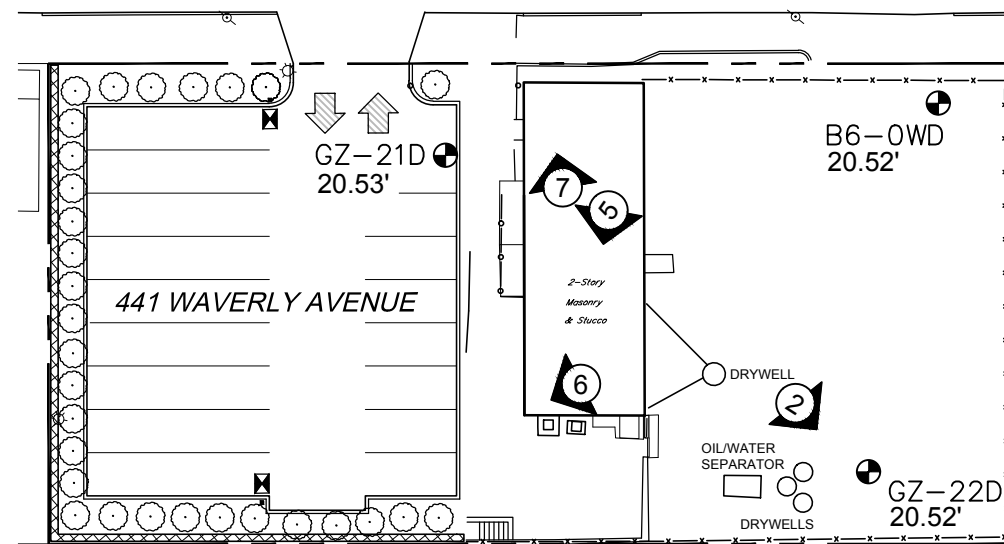 GZ-21D
20.53'
B6-OWD
20.52'
7
5
441 WAVERLY AVENUE
2-Story
Masonry
& Stucco
6
DRYWELL
2
OIL/WATER
SEPARATOR
GZ-22D
20.52'
DRYWELLS